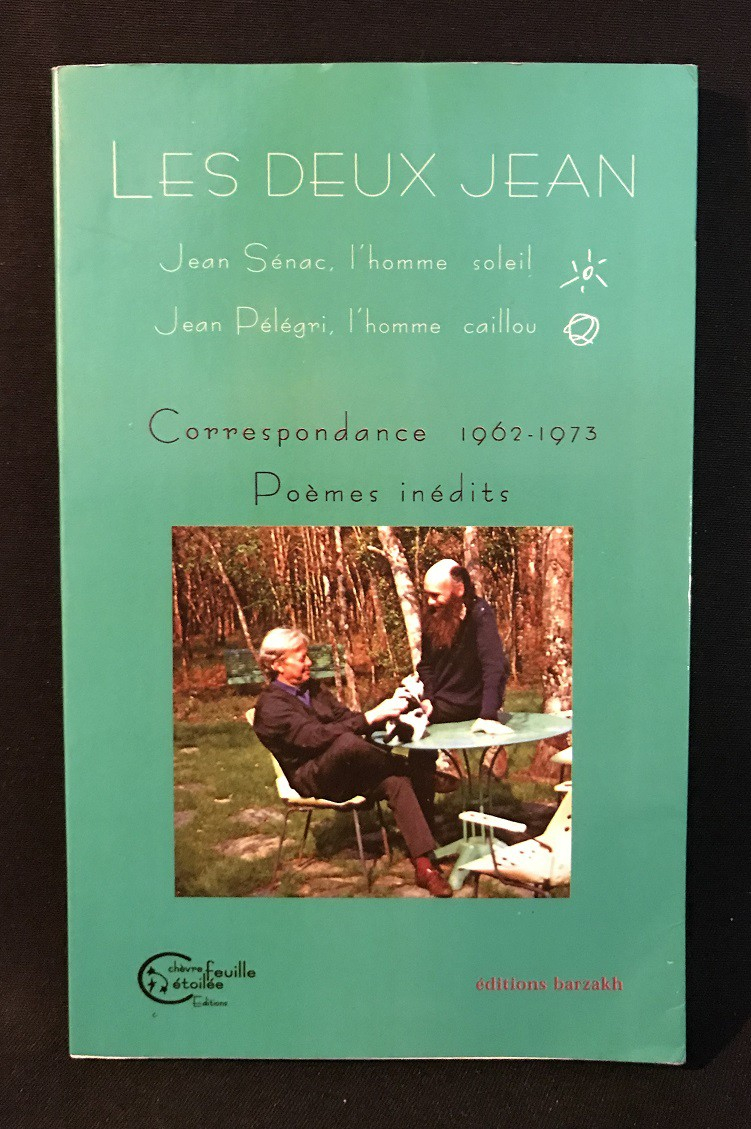 LES DEUX JEAN
Jean Sénac, l'homme soleil
Jean Pélégri, l'homme caillou
Correspondance 1962-1973
Poèmes inédits
chèvre feuille
étoilée
Editions
éditions barzakh